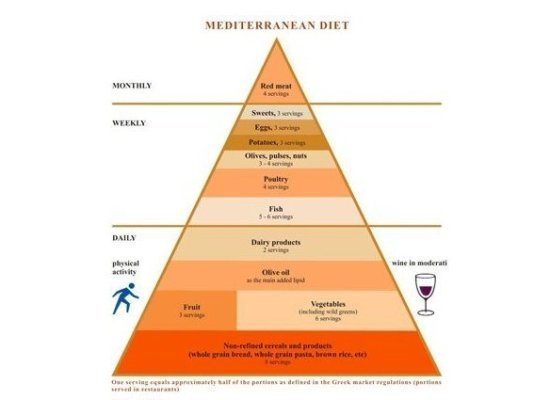 MEDITERRANEAN DIET
MONTHLY
Red meat
4 servings
WEEKLY
Sweets, 3 servings
Eggs, 3 servings
Potatoes, 3 servings
Olives, pulses, nuts
3 - 4 servings
Poultry
4 servings
Fish
5 - 6 servings
DAILY
Dairy products
2 servings
physical
activity
wine in moderati
Olive oil
as the main added lipid
Fruit
3 servings
Vegetables
(including wild greens)
6 servings
Non-refined cereals and products
(whole grain bread, whole grain pasta, brown rice, etc)
8 servings
One serving equals approximately half of the portions as defined in the Greek market regulations (portions
served in restaurants)